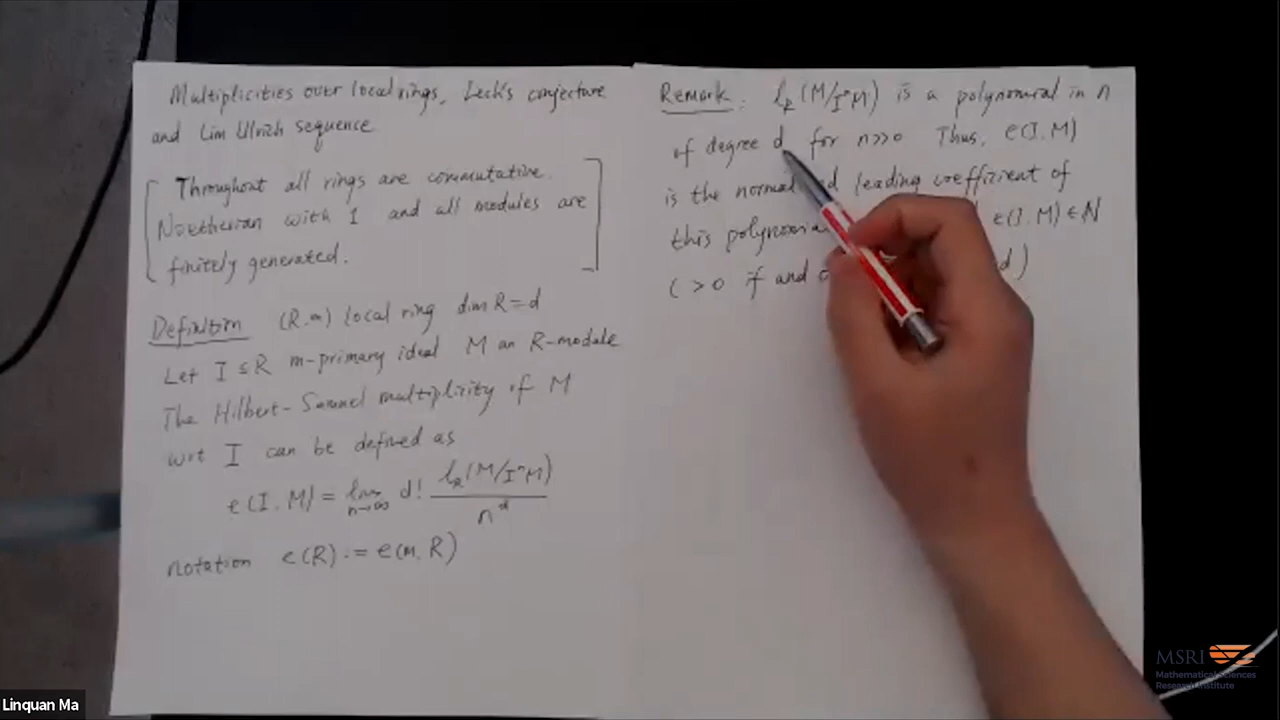 Multiplicities over local rings, Lech's conjecture
and Lim Ulrich sequence
Throughout all rings are commutative.
Noetherian with 1 and all modules are
finitely generated.
Definition (R.m) local ring dim R = d
Let I ⊆ R m-primary ideal M an R-module
The Hilbert-Samuel multiplicity of M
wrt I can be defined as
e(I.M) = lim n→∞ d! l_R(M/I^n M) / n^d
notation e(R) := e(m, R)
Remark: l_R(M/I^n M) is a polynomial in n
of degree d for n>>0 Thus, e(I.M)
is the leading coefficient of
this e(I.M) ∈ N
( >0 if and d)
MSRI
Mathematical Sciences
Research Institute
Linquan Ma